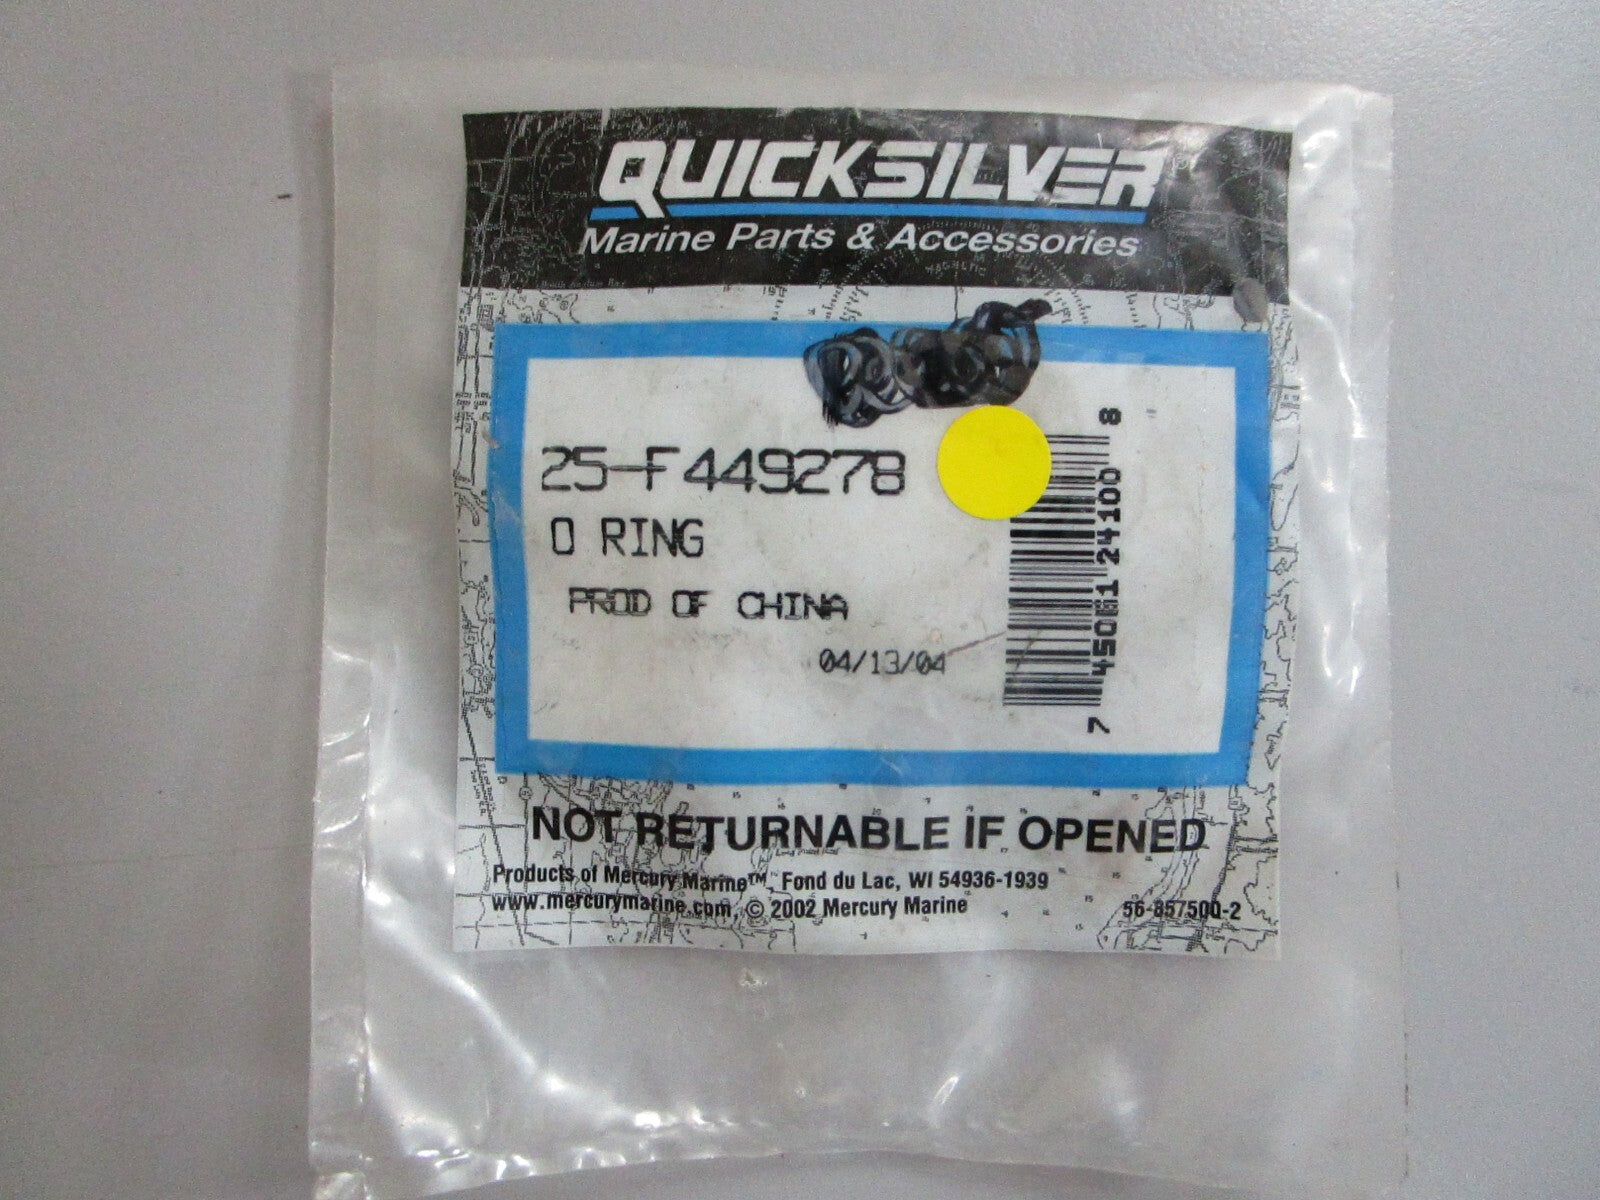 QUICKSILVER
Marine Parts & Accessories
25-F449278
O RING
PROD OF CHINA
04/13/04
7 45061 24100 8
NOT RETURNABLE IF OPENED
Products of Mercury Marine™, Fond du Lac, WI 54936-1939
www.mercurymarine.com, © 2002 Mercury Marine
56-857500-2